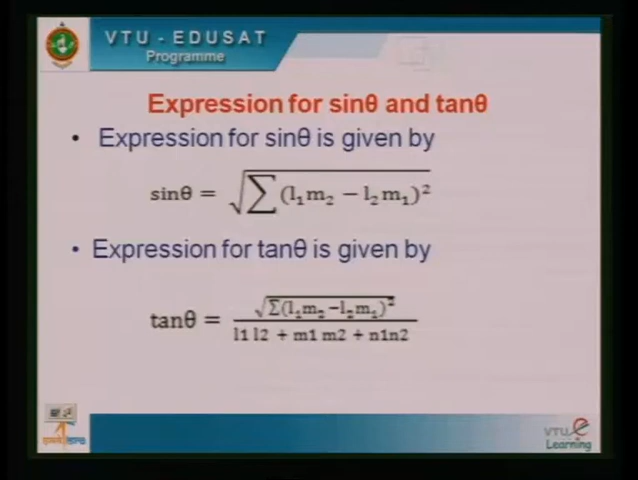 VTU - EDUSAT
Programme
Expression for sinθ and tanθ
• Expression for sinθ is given by
sinθ = √∑(l₁m₂ − l₂m₁)²
• Expression for tanθ is given by
tanθ = √Σ(l₁m₂−l₂m₁)²
l1 l2 + m1 m2 + n1n2
VTU e
Learning